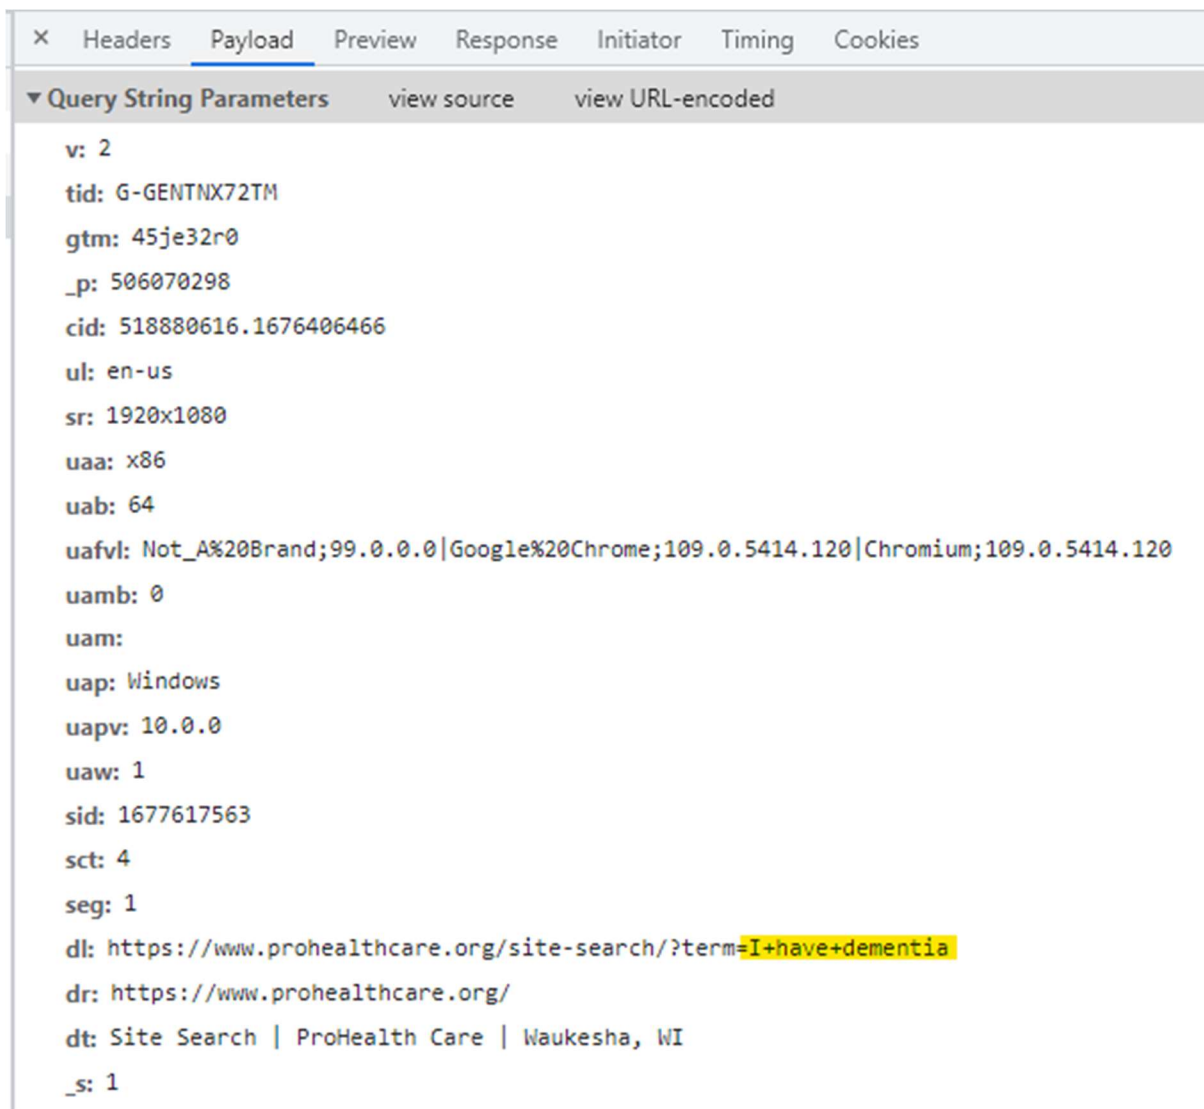 × Headers Payload Preview Response Initiator Timing Cookies
▼ Query String Parameters view source view URL-encoded
v: 2
tid: G-GENTNX72TM
gtm: 45je32r0
_p: 506070298
cid: 518880616.1676406466
ul: en-us
sr: 1920x1080
uaa: x86
uab: 64
uafvl: Not_A%20Brand;99.0.0.0|Google%20Chrome;109.0.5414.120|Chromium;109.0.5414.120
uamb: 0
uam:
uap: Windows
uapv: 10.0.0
uaw: 1
sid: 1677617563
sct: 4
seg: 1
dl: https://www.prohealthcare.org/site-search/?term=I+have+dementia
dr: https://www.prohealthcare.org/
dt: Site Search | ProHealth Care | Waukesha, WI
_s: 1